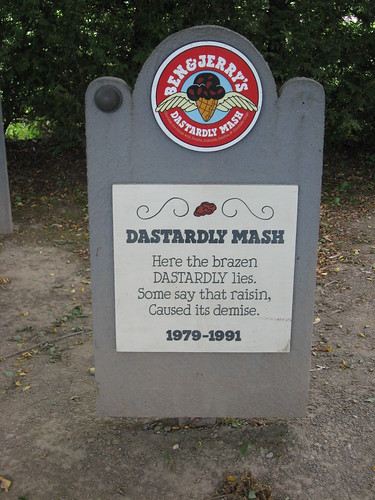 BEN & JERRY'S
DASTARDLY MASH
DASTARDLY MASH
Here the brazen
DASTARDLY lies.
Some say that raisin,
Caused its demise.
1979-1991